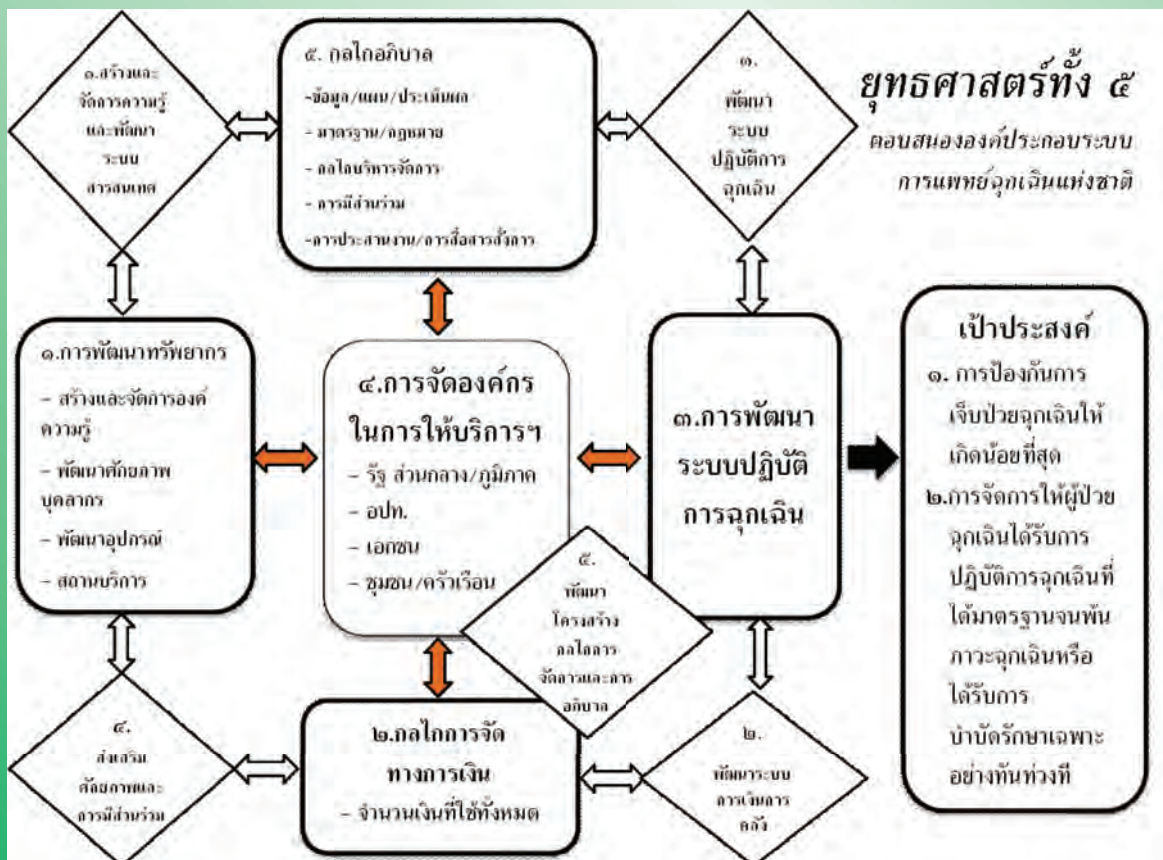 ยุทธศาสตร์ทั้ง ๕
ตอบสนององค์ประกอบระบบ
การแพทย์ฉุกเฉินแห่งชาติ
๑.สร้างและ
จัดการความรู้
และพัฒนา
ระบบ
สารสนเทศ
๕. กลไกอภิบาล
-ข้อมูล/แผน/ประเมินผล
- มาตรฐาน/กฎหมาย
- กลไกบริหารจัดการ
- การมีส่วนร่วม
-การประสานงาน/การสื่อสารสั่งการ
๓.
พัฒนา
ระบบ
ปฏิบัติการ
ฉุกเฉิน
๑.การพัฒนาทรัพยากร
- สร้างและจัดการองค์
ความรู้
- พัฒนาศักยภาพ
บุคลากร
- พัฒนาอุปกรณ์
- สถานบริการ
๔.การจัดองค์กร
ในการให้บริการฯ
- รัฐ ส่วนกลาง/ภูมิภาค
- อปท.
- เอกชน
- ชุมชน/ครัวเรือน
๓.การพัฒนา
ระบบปฏิบัติ
การฉุกเฉิน
เป้าประสงค์
๑. การป้องกันการ
เจ็บป่วยฉุกเฉินให้
เกิดน้อยที่สุด
๒.การจัดการให้ผู้ป่วย
ฉุกเฉินได้รับการ
ปฏิบัติการฉุกเฉินที่
ได้มาตรฐานจนพ้น
ภาวะฉุกเฉินหรือ
ได้รับการ
บำบัดรักษาเฉพาะ
อย่างทันท่วงที
๕.
พัฒนา
โครงสร้าง
กลไกการ
จัดการและการ
อภิบาล
๔.
ส่งเสริม
ศักยภาพและ
การมีส่วนร่วม
๒.กลไกการจัด
ทางการเงิน
- จำนวนเงินที่ใช้ทั้งหมด
๒.
พัฒนาระบบ
การเงินการ
คลัง